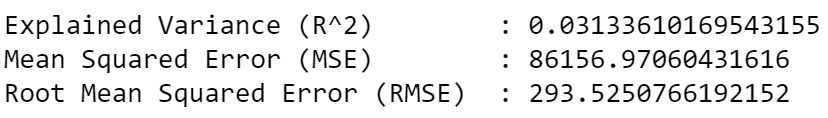 Explained Variance (R^2)        : 0.03133610169543155
Mean Squared Error (MSE)        : 86156.97060431616
Root Mean Squared Error (RMSE)  : 293.5250766192152